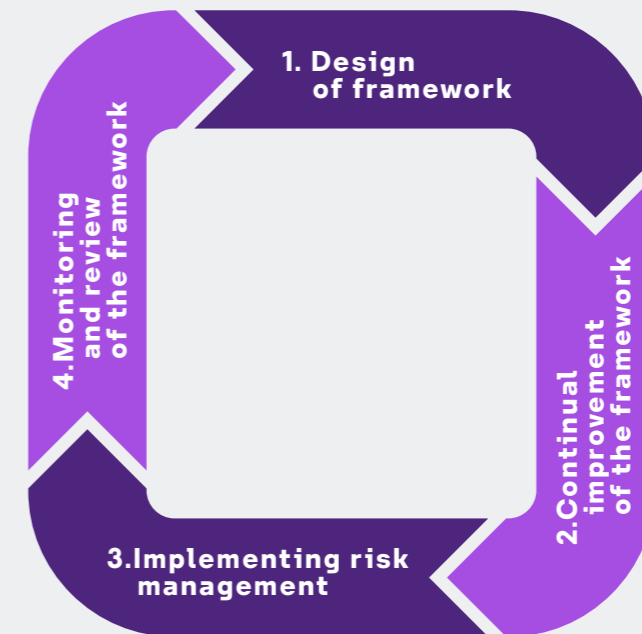 1. Design
of framework
2.Continual
improvement
of the framework
3.Implementing risk
management
4.Monitoring
and review
of the framework